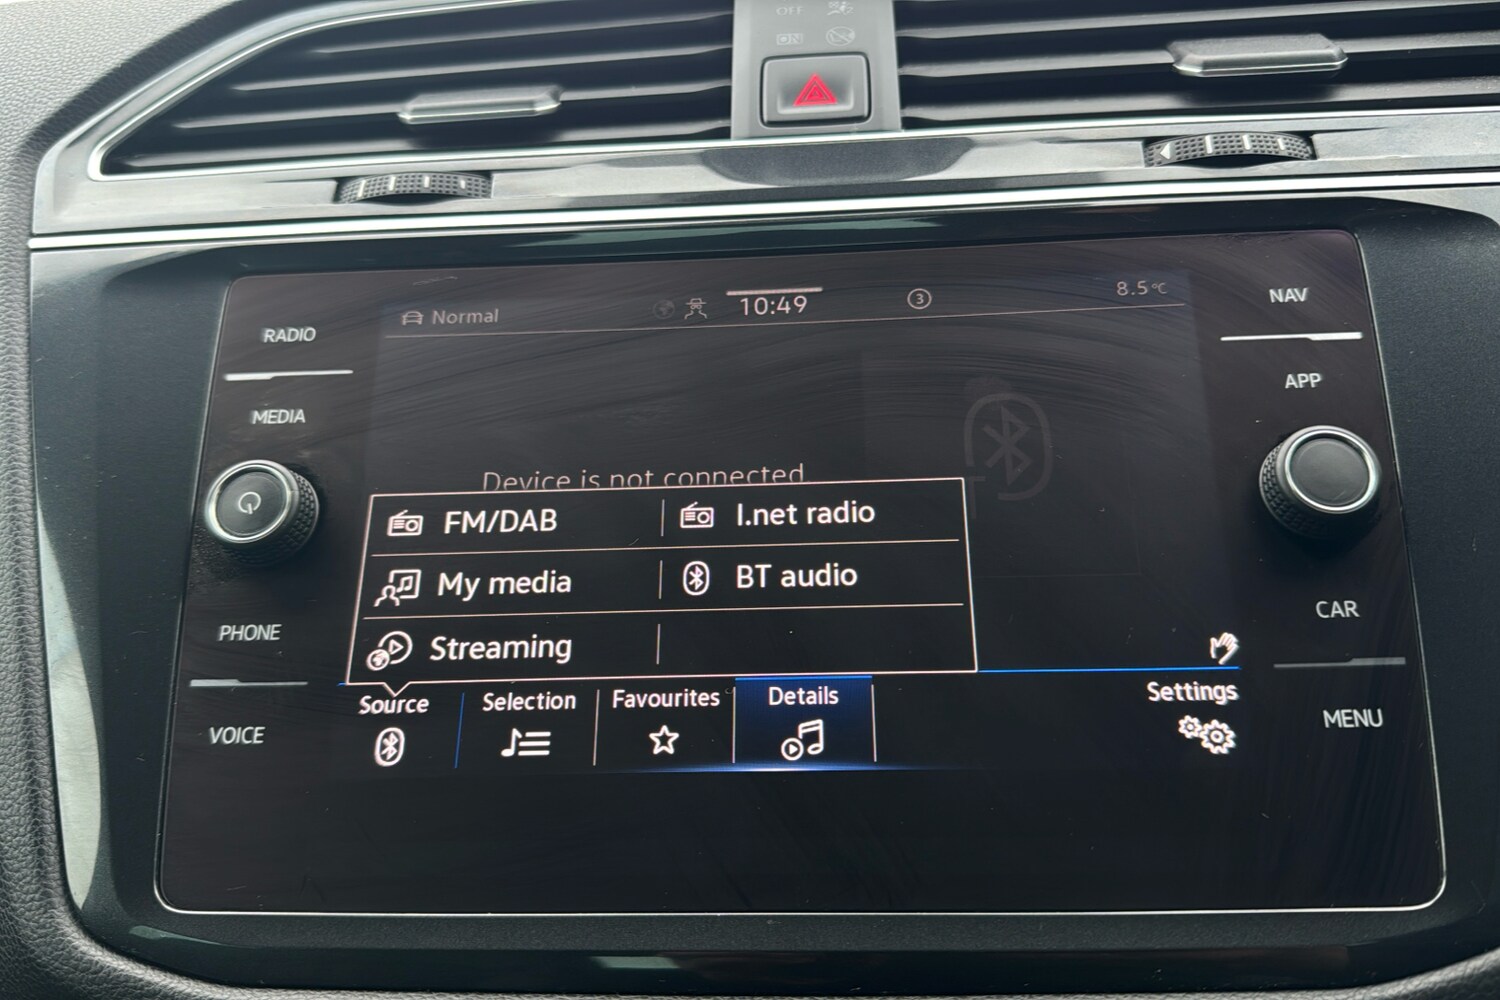 OFF
ON
RADIO
MEDIA
PHONE
VOICE
NAV
APP
CAR
MENU
Normal
10:49
3
8.5°C
Device is not connected.
FM/DAB
I.net radio
My media
BT audio
Streaming
Source
Selection
Favourites
Details
Settings